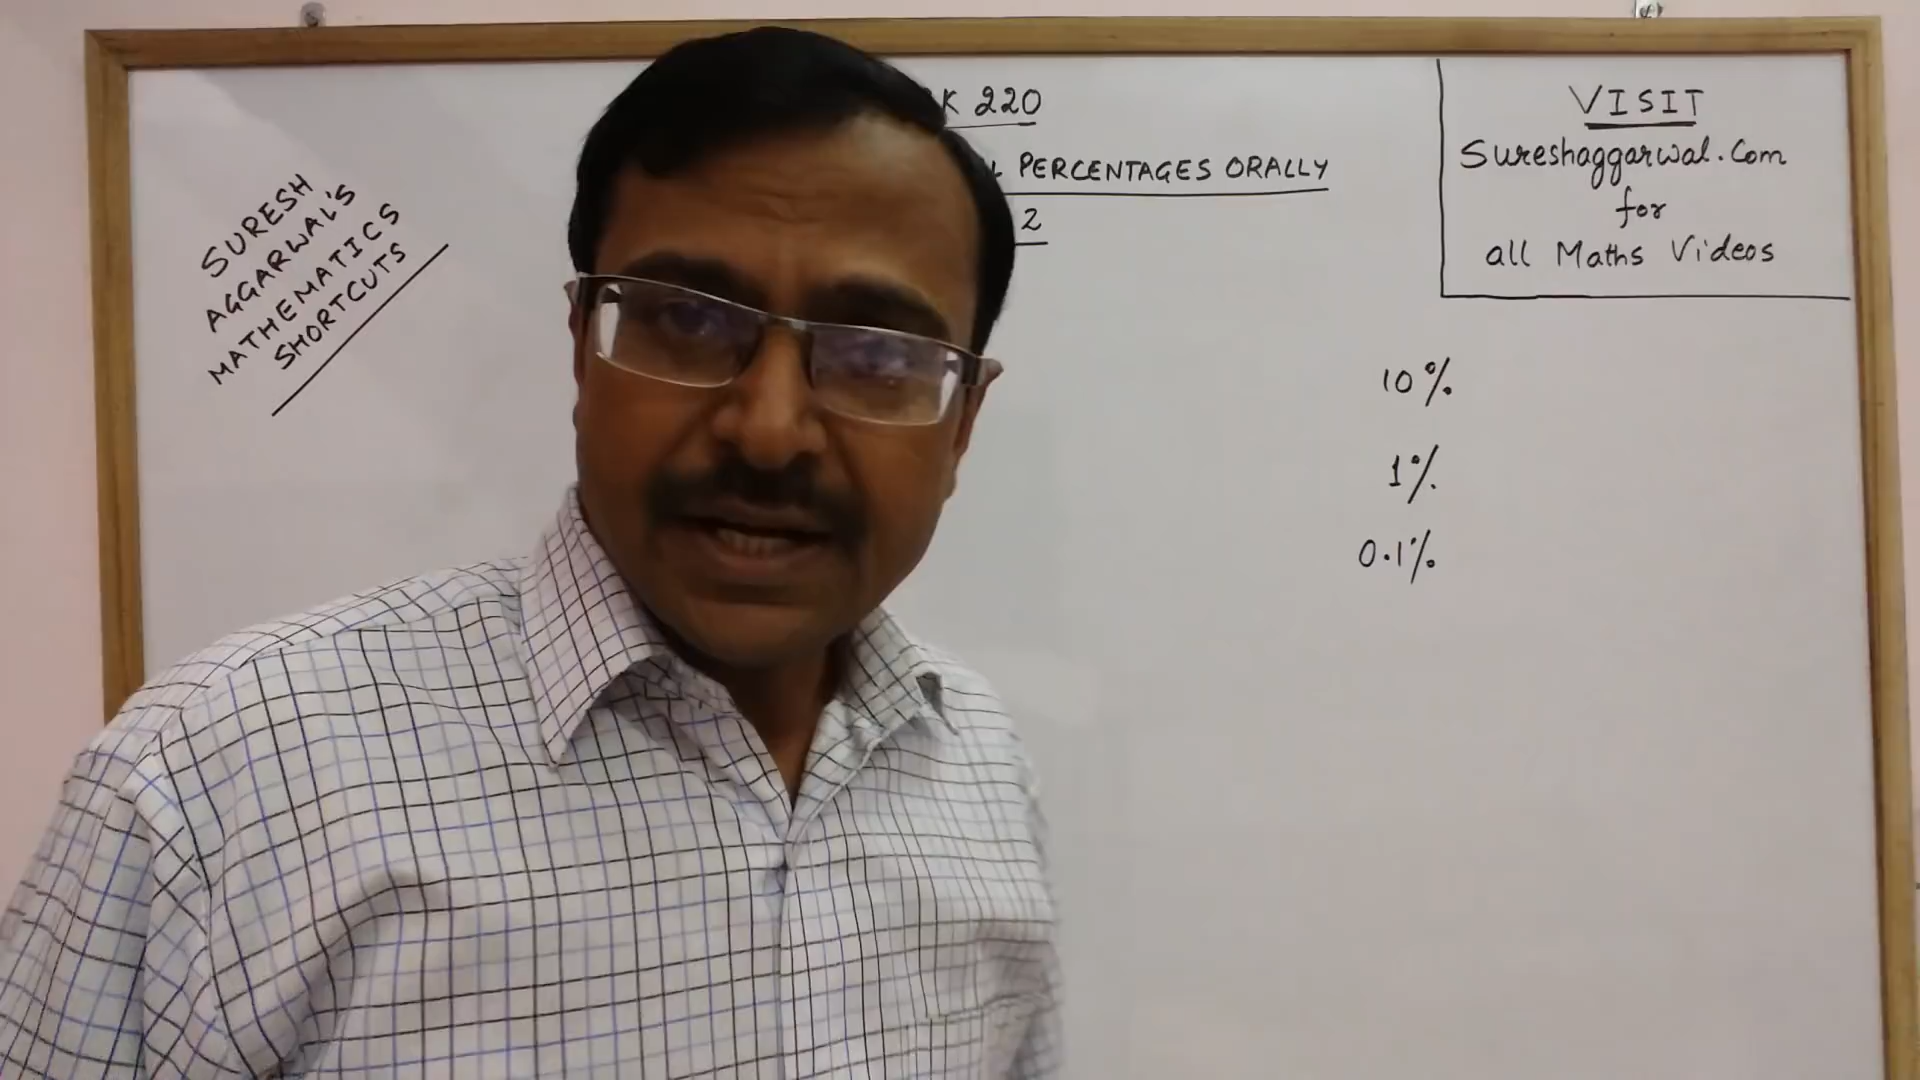 SURESH
AGGARWAL'S
MATHEMATICS
SHORTCUTS
K 220
PERCENTAGES ORALLY
2
VISIT
Sureshaggarwal.Com
for
all Maths Videos
10%
1%
0.1%